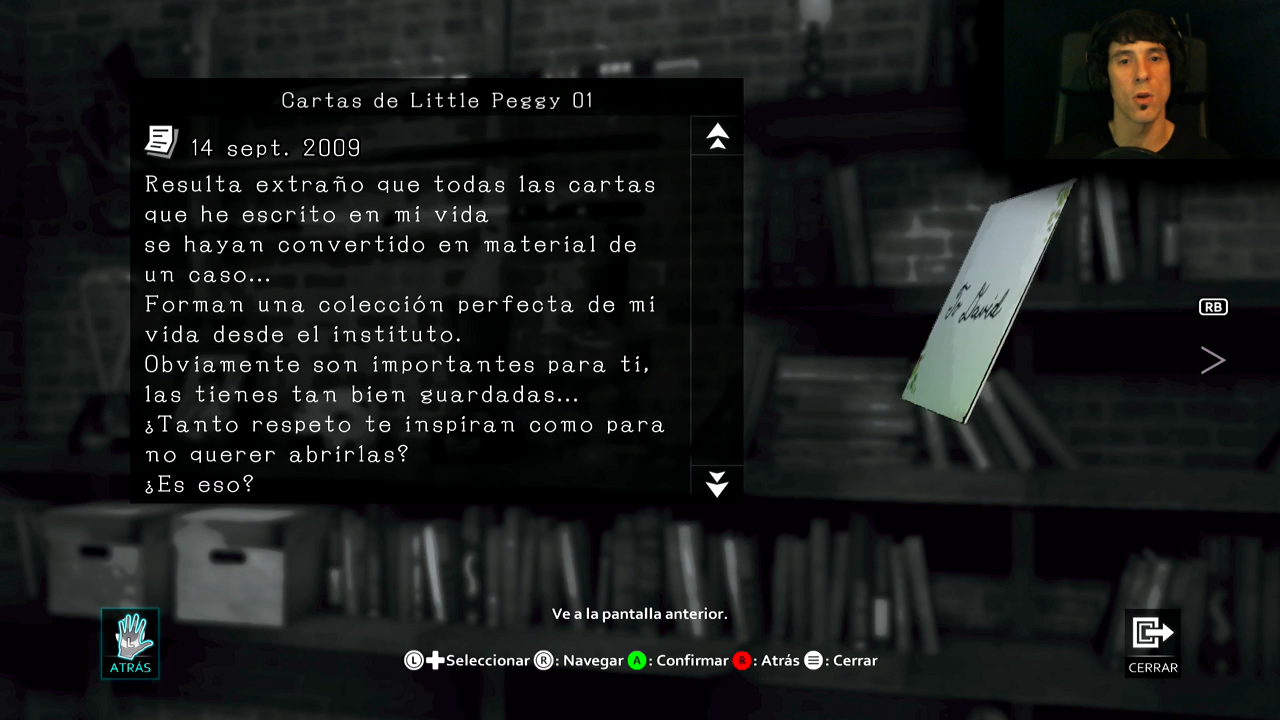 Cartas de Little Peggy 01
14 sept. 2009
Resulta extraño que todas las cartas
que he escrito en mi vida
se hayan convertido en material de
un caso...
Forman una colección perfecta de mi
vida desde el instituto.
Obviamente son importantes para ti,
las tienes tan bien guardadas...
¿Tanto respeto te inspiran como para
no querer abrirlas?
¿Es eso?
To David
RB
Ve a la pantalla anterior.
L Seleccionar R : Navegar A : Confirmar B : Atrás : Cerrar
L
ATRÁS
CERRAR